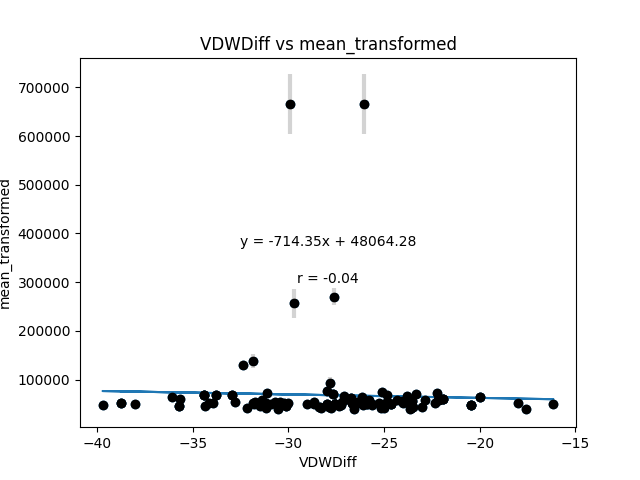 VDWDiff vs mean_transformed
700000
600000
500000
400000
300000
200000
100000
mean_transformed
y = -714.35x + 48064.28
r = -0.04
−40
−35
−30
−25
−20
−15
VDWDiff